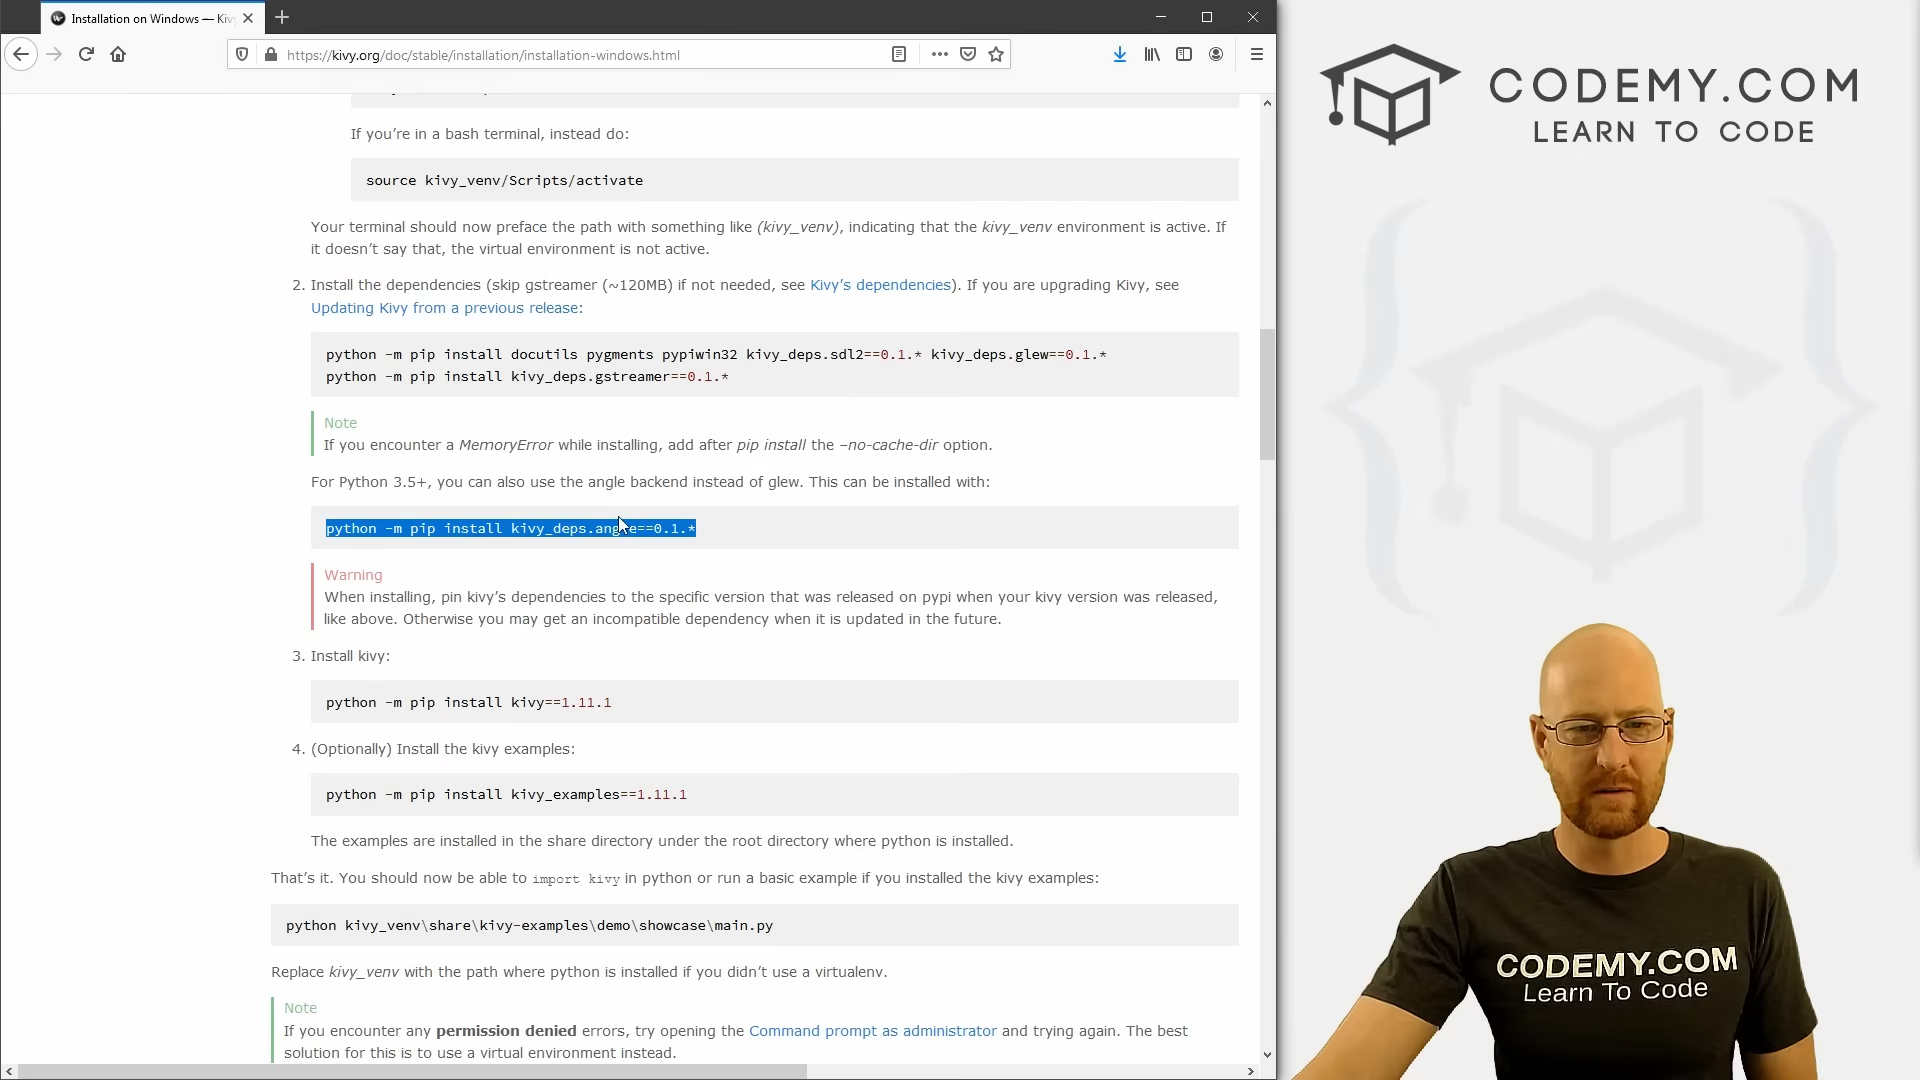 Installation on Windows — Kiv
https://kivy.org/doc/stable/installation/installation-windows.html
If you're in a bash terminal, instead do:
source kivy_venv/Scripts/activate
Your terminal should now preface the path with something like (kivy_venv), indicating that the kivy_venv environment is active. If
it doesn't say that, the virtual environment is not active.
2. Install the dependencies (skip gstreamer (~120MB) if not needed, see Kivy's dependencies). If you are upgrading Kivy, see
Updating Kivy from a previous release:
python -m pip install docutils pygments pypiwin32 kivy_deps.sdl2==0.1.* kivy_deps.glew==0.1.*
python -m pip install kivy_deps.gstreamer==0.1.*
Note
If you encounter a MemoryError while installing, add after pip install the –no-cache-dir option.
For Python 3.5+, you can also use the angle backend instead of glew. This can be installed with:
python -m pip install kivy_deps.angle==0.1.*
Warning
When installing, pin kivy's dependencies to the specific version that was released on pypi when your kivy version was released,
like above. Otherwise you may get an incompatible dependency when it is updated in the future.
3. Install kivy:
python -m pip install kivy==1.11.1
4. (Optionally) Install the kivy examples:
python -m pip install kivy_examples==1.11.1
The examples are installed in the share directory under the root directory where python is installed.
That's it. You should now be able to import kivy in python or run a basic example if you installed the kivy examples:
python kivy_venv\share\kivy-examples\demo\showcase\main.py
Replace kivy_venv with the path where python is installed if you didn't use a virtualenv.
Note
If you encounter any permission denied errors, try opening the Command prompt as administrator and trying again. The best
solution for this is to use a virtual environment instead.
CODEMY.COM
LEARN TO CODE
CODEMY.COM
Learn To Code